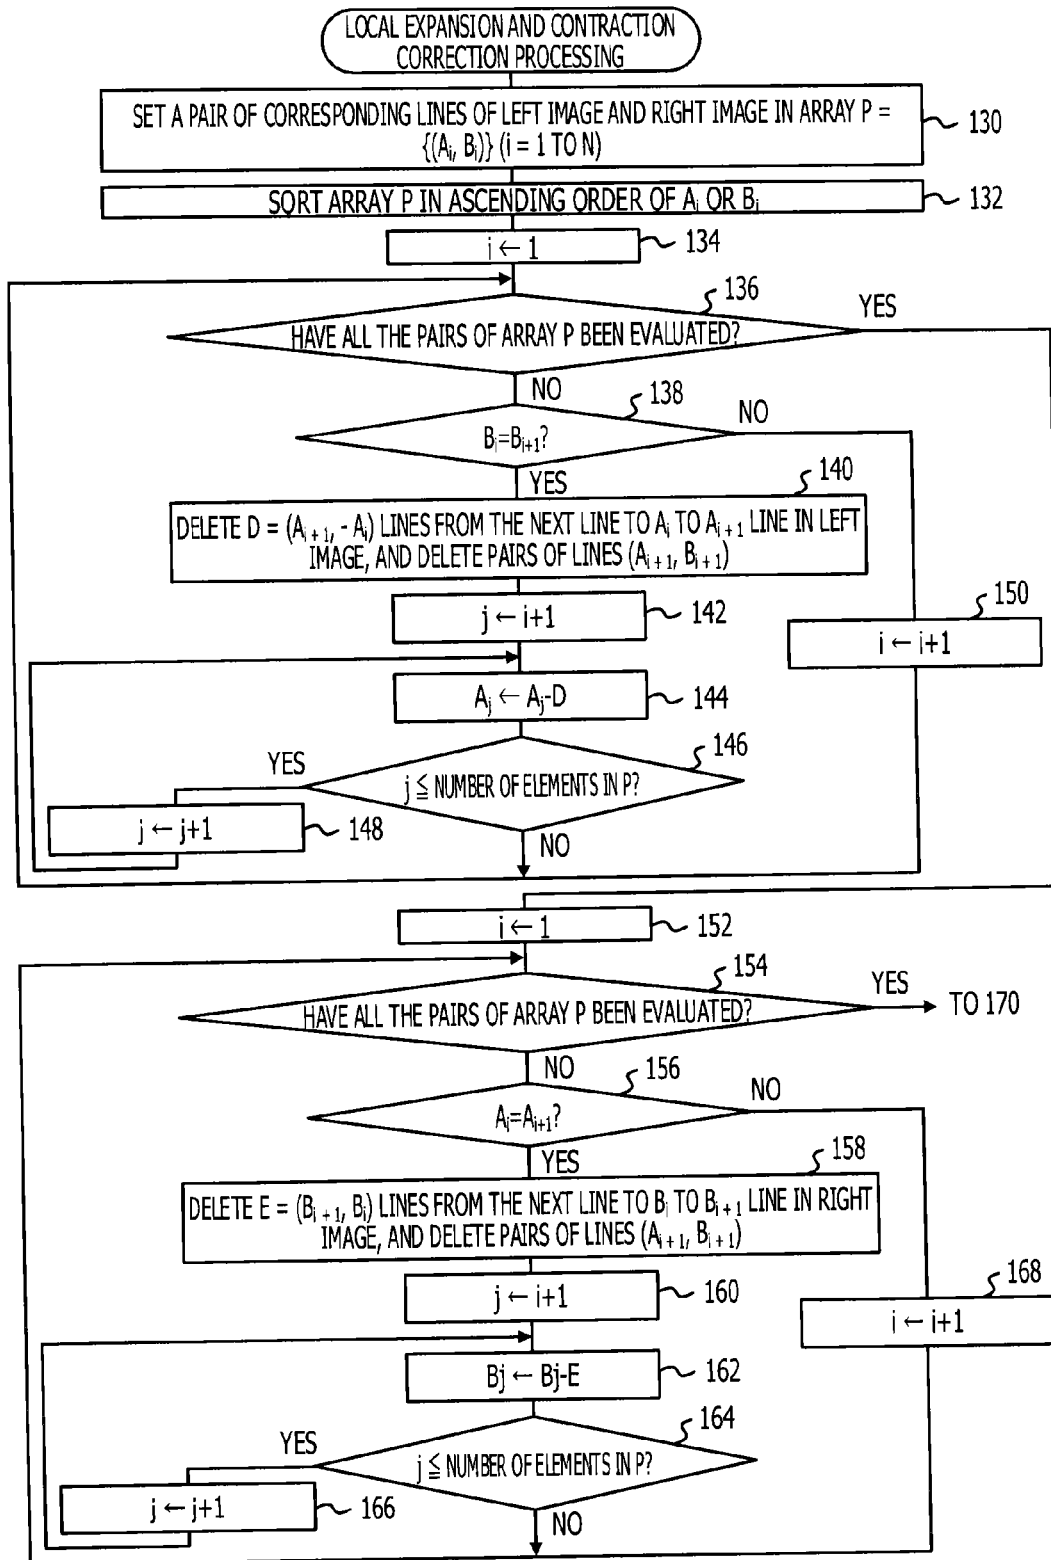 LOCAL EXPANSION AND CONTRACTION
CORRECTION PROCESSING
SET A PAIR OF CORRESPONDING LINES OF LEFT IMAGE AND RIGHT IMAGE IN ARRAY P =
{(Aᵢ, Bᵢ)} (i = 1 TO N)
130
SORT ARRAY P IN ASCENDING ORDER OF Aᵢ OR Bᵢ
132
i ← 1
134
136
YES
HAVE ALL THE PAIRS OF ARRAY P BEEN EVALUATED?
NO
138
NO
Bᵢ=Bᵢ₊₁?
YES
140
DELETE D = (Aᵢ₊₁, - Aᵢ) LINES FROM THE NEXT LINE TO Aᵢ TO Aᵢ₊₁ LINE IN LEFT
IMAGE, AND DELETE PAIRS OF LINES (Aᵢ₊₁, Bᵢ₊₁)
j ← i+1
142
150
i ← i+1
Aⱼ ← Aⱼ-D
144
146
YES
j ≦ NUMBER OF ELEMENTS IN P?
j ← j+1
148
NO
i ← 1
152
154
YES
HAVE ALL THE PAIRS OF ARRAY P BEEN EVALUATED?
TO 170
NO
156
NO
Aᵢ=Aᵢ₊₁?
YES
158
DELETE E = (Bᵢ₊₁, Bᵢ) LINES FROM THE NEXT LINE TO Bᵢ TO Bᵢ₊₁ LINE IN RIGHT
IMAGE, AND DELETE PAIRS OF LINES (Aᵢ₊₁, Bᵢ₊₁)
j ← i+1
160
168
i ← i+1
Bj ← Bj-E
162
164
YES
j ≦ NUMBER OF ELEMENTS IN P?
j ← j+1
166
NO